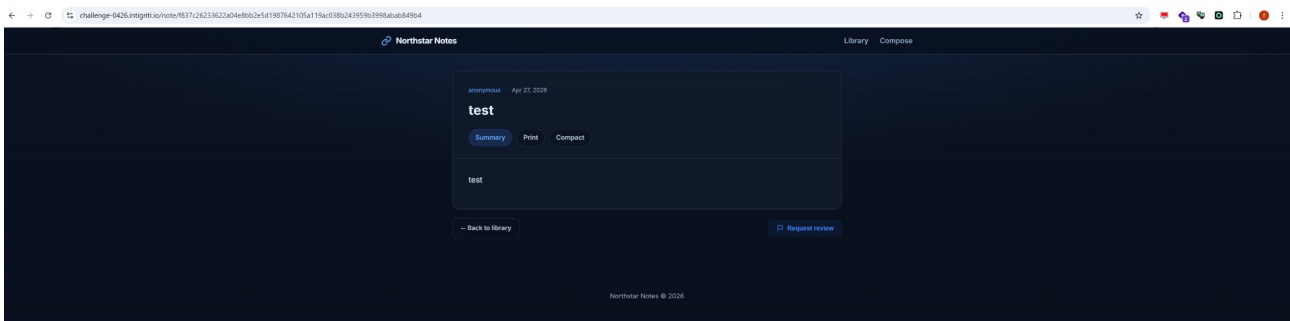 challenge-0426.intigriti.io/note/f837c26233622a04e8bb2e5d1987642105a119ac038b243959b3998abab849b4
Northstar Notes
Library Compose
anonymous · Apr 27, 2026
test
Summary Print Compact
test
← Back to library
Request review
Northstar Notes © 2026